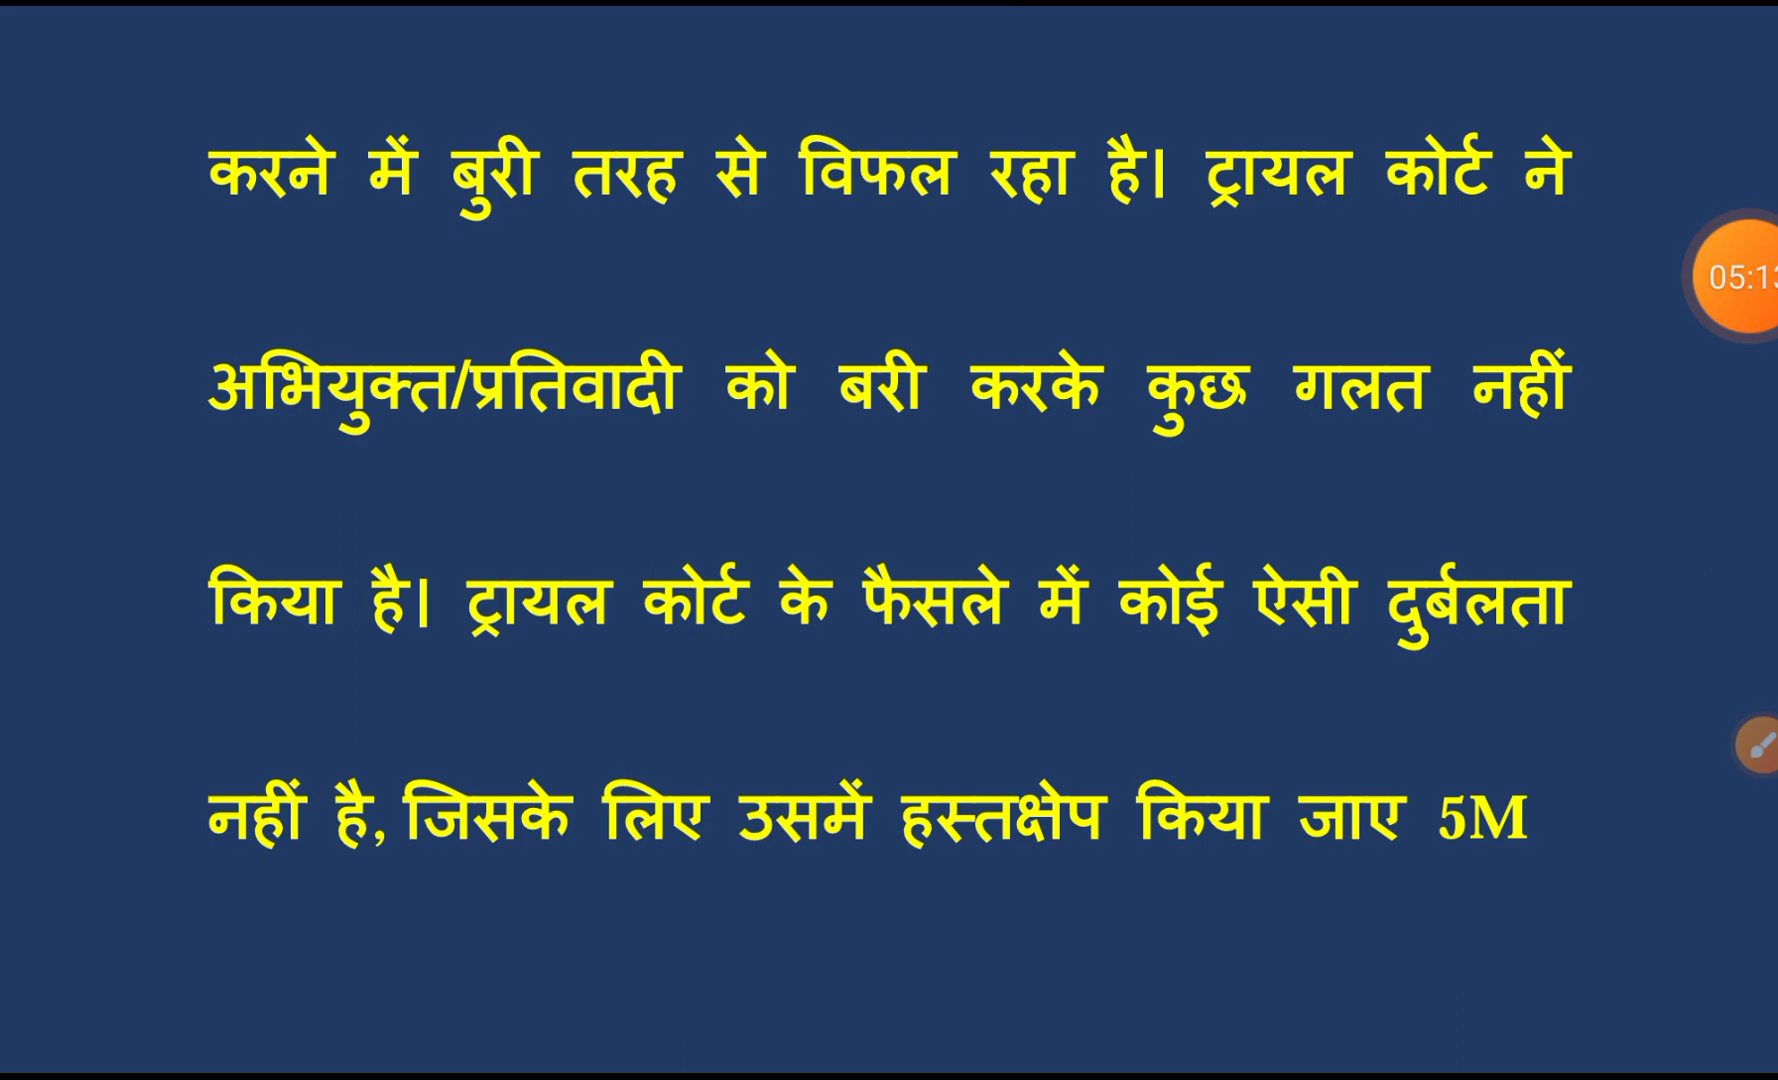 करने में बुरी तरह से विफल रहा है। ट्रायल कोर्ट ने
अभियुक्त/प्रतिवादी को बरी करके कुछ गलत नहीं
किया है। ट्रायल कोर्ट के फैसले में कोई ऐसी दुर्बलता
नहीं है, जिसके लिए उसमें हस्तक्षेप किया जाए 5M